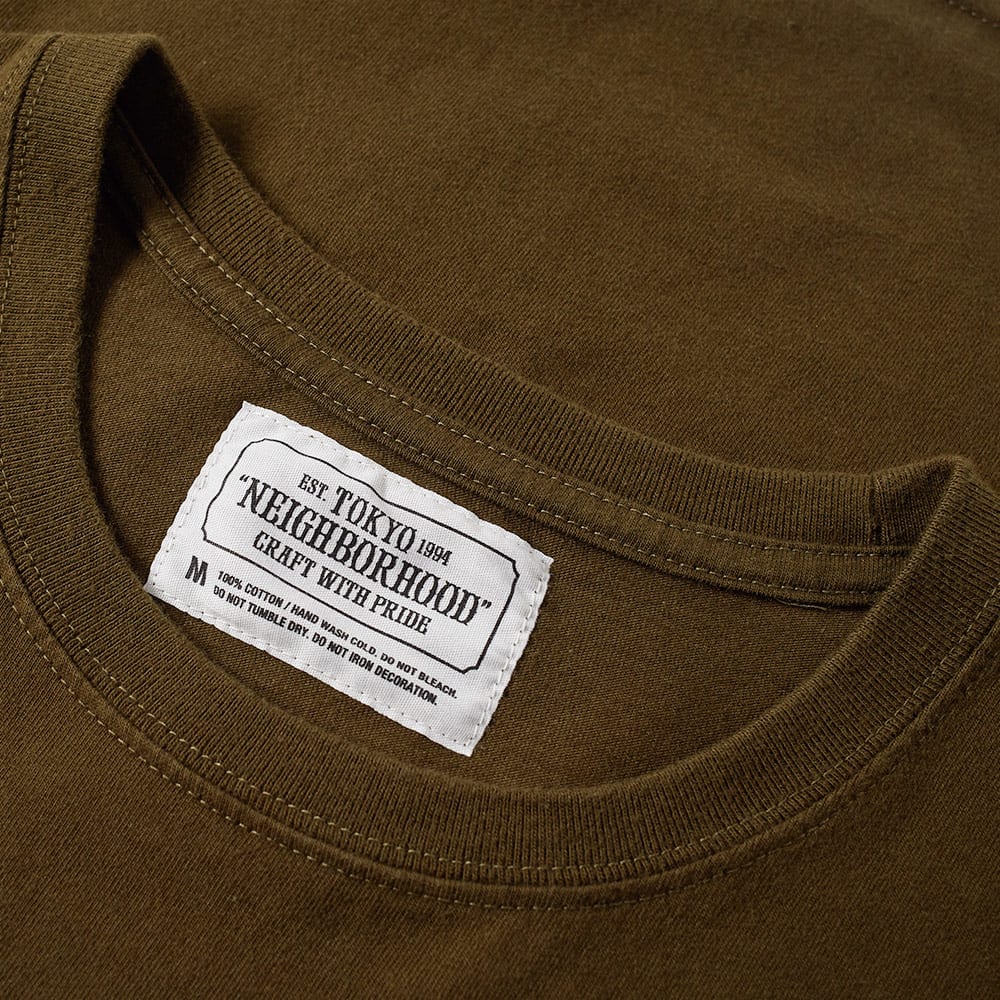 EST. TOKYO 1994
"NEIGHBORHOOD"
CRAFT WITH PRIDE
M 100% COTTON / HAND WASH COLD. DO NOT BLEACH.
DO NOT TUMBLE DRY. DO NOT IRON DECORATION.